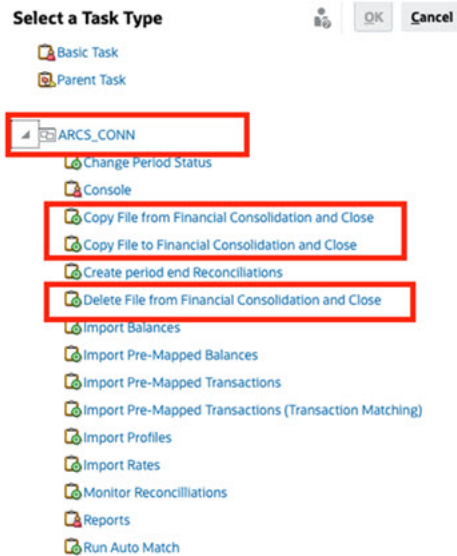 Select a Task Type
OK
Cancel
Basic Task
Parent Task
ARCS_CONN
Change Period Status
Console
Copy File from Financial Consolidation and Close
Copy File to Financial Consolidation and Close
Create period end Reconciliations
Delete File from Financial Consolidation and Close
Import Balances
Import Pre-Mapped Balances
Import Pre-Mapped Transactions
Import Pre-Mapped Transactions (Transaction Matching)
Import Profiles
Import Rates
Monitor Reconcilliations
Reports
Run Auto Match